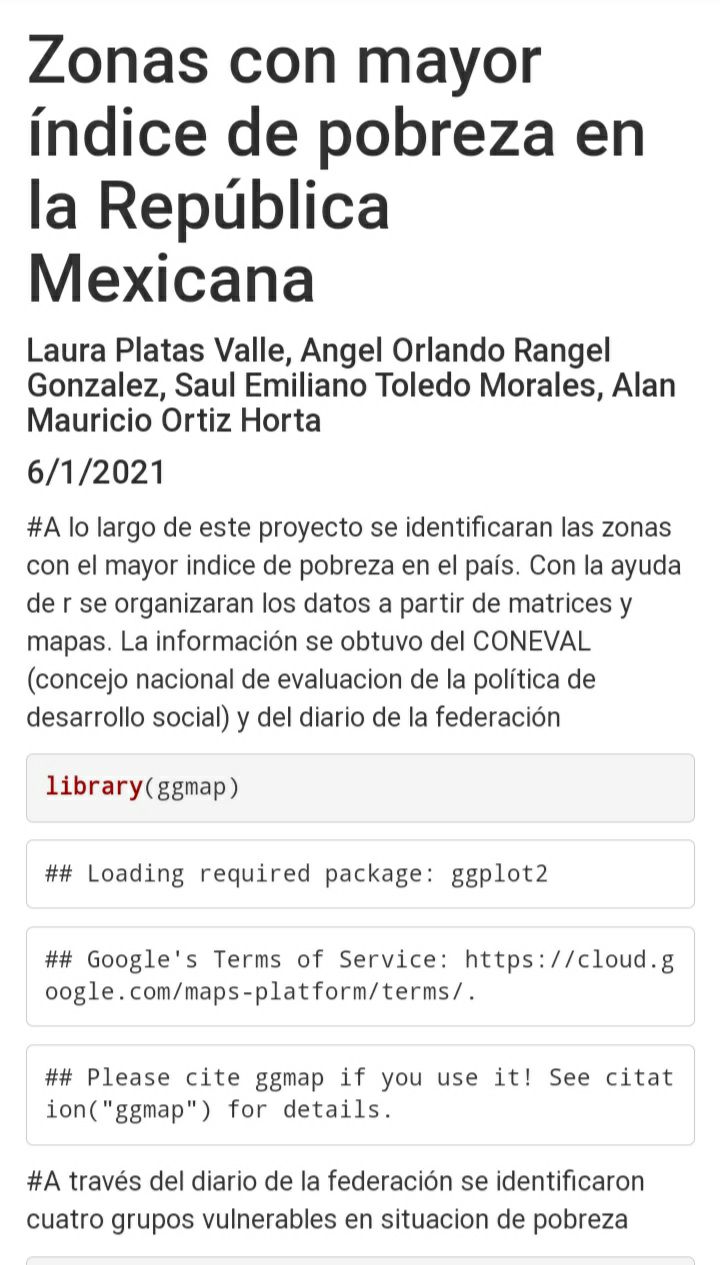 Zonas con mayor
índice de pobreza en
la República
Mexicana
Laura Platas Valle, Angel Orlando Rangel
Gonzalez, Saul Emiliano Toledo Morales, Alan
Mauricio Ortiz Horta
6/1/2021
#A lo largo de este proyecto se identificaran las zonas
con el mayor indice de pobreza en el país. Con la ayuda
de r se organizaran los datos a partir de matrices y
mapas. La información se obtuvo del CONEVAL
(concejo nacional de evaluacion de la política de
desarrollo social) y del diario de la federación
library(ggmap)
## Loading required package: ggplot2
## Google's Terms of Service: https://cloud.g
oogle.com/maps-platform/terms/.
## Please cite ggmap if you use it! See citat
ion("ggmap") for details.
#A través del diario de la federación se identificaron
cuatro grupos vulnerables en situacion de pobreza